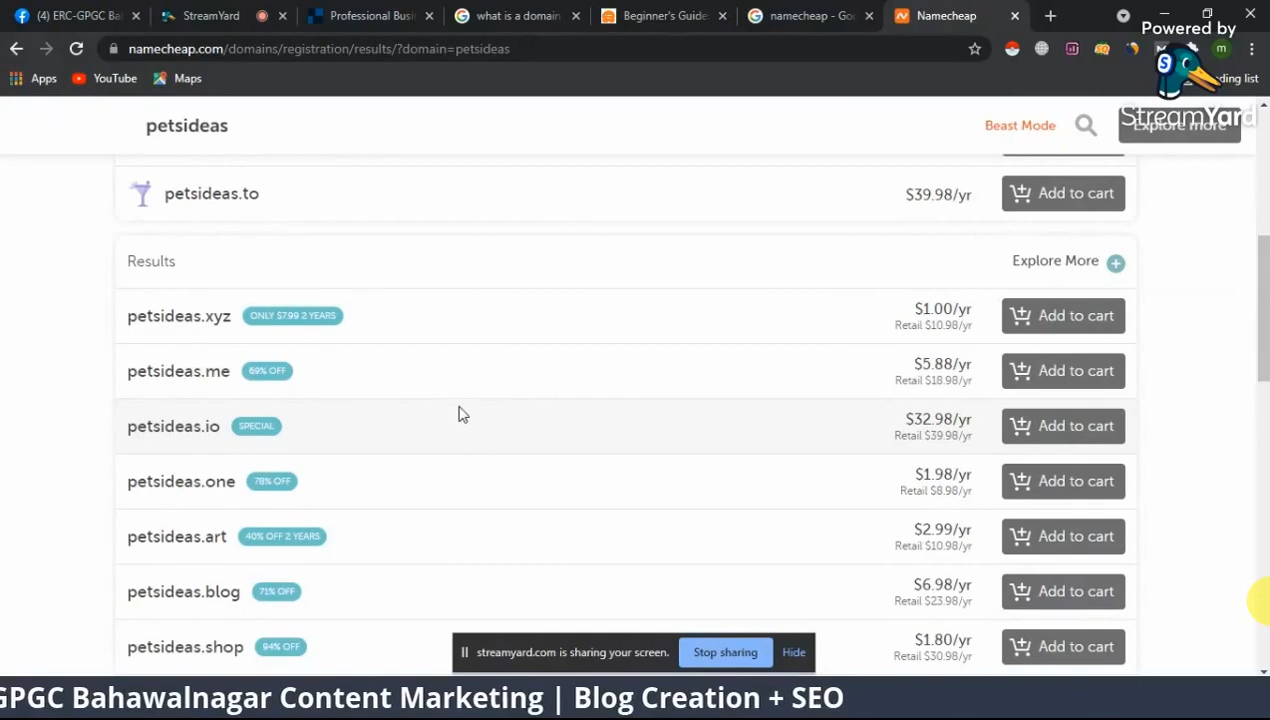 (4) ERC-GPGC Ba
StreamYard
Professional Busi
what is a domain
Beginner's Guide
namecheap - Goo
Namecheap
Powered by
namecheap.com/domains/registration/results/?domain=petsideas
m
Apps
YouTube
Maps
ding list
StreamYard
petsideas
Beast Mode
Explore more
petsideas.to
$39.98/yr
Add to cart
Results
Explore More
petsideas.xyz
ONLY $7.99 2 YEARS
$1.00/yr
Retail $10.98/yr
Add to cart
petsideas.me
69% OFF
$5.88/yr
Retail $18.98/yr
Add to cart
petsideas.io
SPECIAL
$32.98/yr
Retail $39.98/yr
Add to cart
petsideas.one
78% OFF
$1.98/yr
Retail $8.98/yr
Add to cart
petsideas.art
40% OFF 2 YEARS
$2.99/yr
Retail $10.98/yr
Add to cart
petsideas.blog
71% OFF
$6.98/yr
Retail $23.98/yr
Add to cart
petsideas.shop
94% OFF
$1.80/yr
Retail $30.98/yr
Add to cart
streamyard.com is sharing your screen.
Stop sharing
Hide
GPGC Bahawalnagar Content Marketing | Blog Creation + SEO